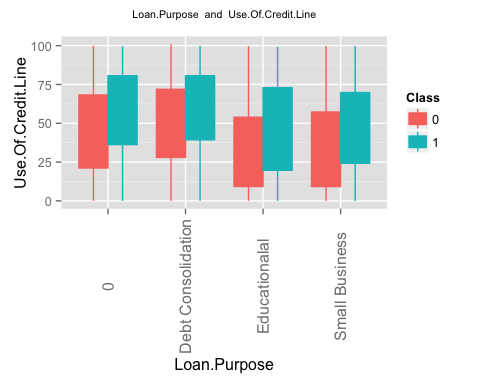 Loan.Purpose and Use.Of.Credit.Line
Use.Of.Credit.Line
100
75
50
25
0
0
Debt Consolidation
Educationalal
Small Business
Loan.Purpose
Class
0
1